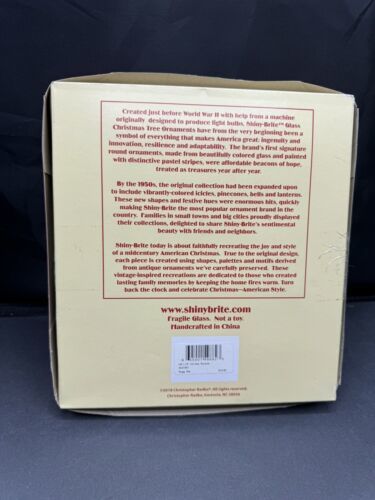 Created just before World War II with help from a machine
originally designed to produce light bulbs, Shiny-Brite™ Glass
Christmas Tree Ornaments have from the very beginning been a
symbol of everything that makes America great: ingenuity and
innovation, resilience and adaptability. The brand's first signature
round ornaments, made from beautifully colored glass and painted
with distinctive pastel stripes, were affordable beacons of hope,
treated as treasures year after year.
By the 1950s, the original collection had been expanded upon
to include vibrantly-colored icicles, pinecones, bells and lanterns.
These new shapes and festive hues were enormous hits, quickly
making Shiny-Brite the most popular ornament brand in the
country. Families in small towns and big cities proudly displayed
their collections, delighted to share Shiny-Brite's sentimental
beauty with friends and neighbors.
Shiny-Brite today is about faithfully recreating the joy and style
of a midcentury American Christmas. True to the original design,
each piece is created using shapes, palettes and motifs derived
from antique ornaments we've carefully preserved. These
vintage-inspired recreations are dedicated to those who created
lasting family memories by keeping the home fires warm. Turn
back the clock and celebrate Christmas—American Style.
www.shinybrite.com
Fragile Glass. Not a toy.
Handcrafted in China
©2018 Christopher Radko®. All rights reserved.
Christopher Radko, NC